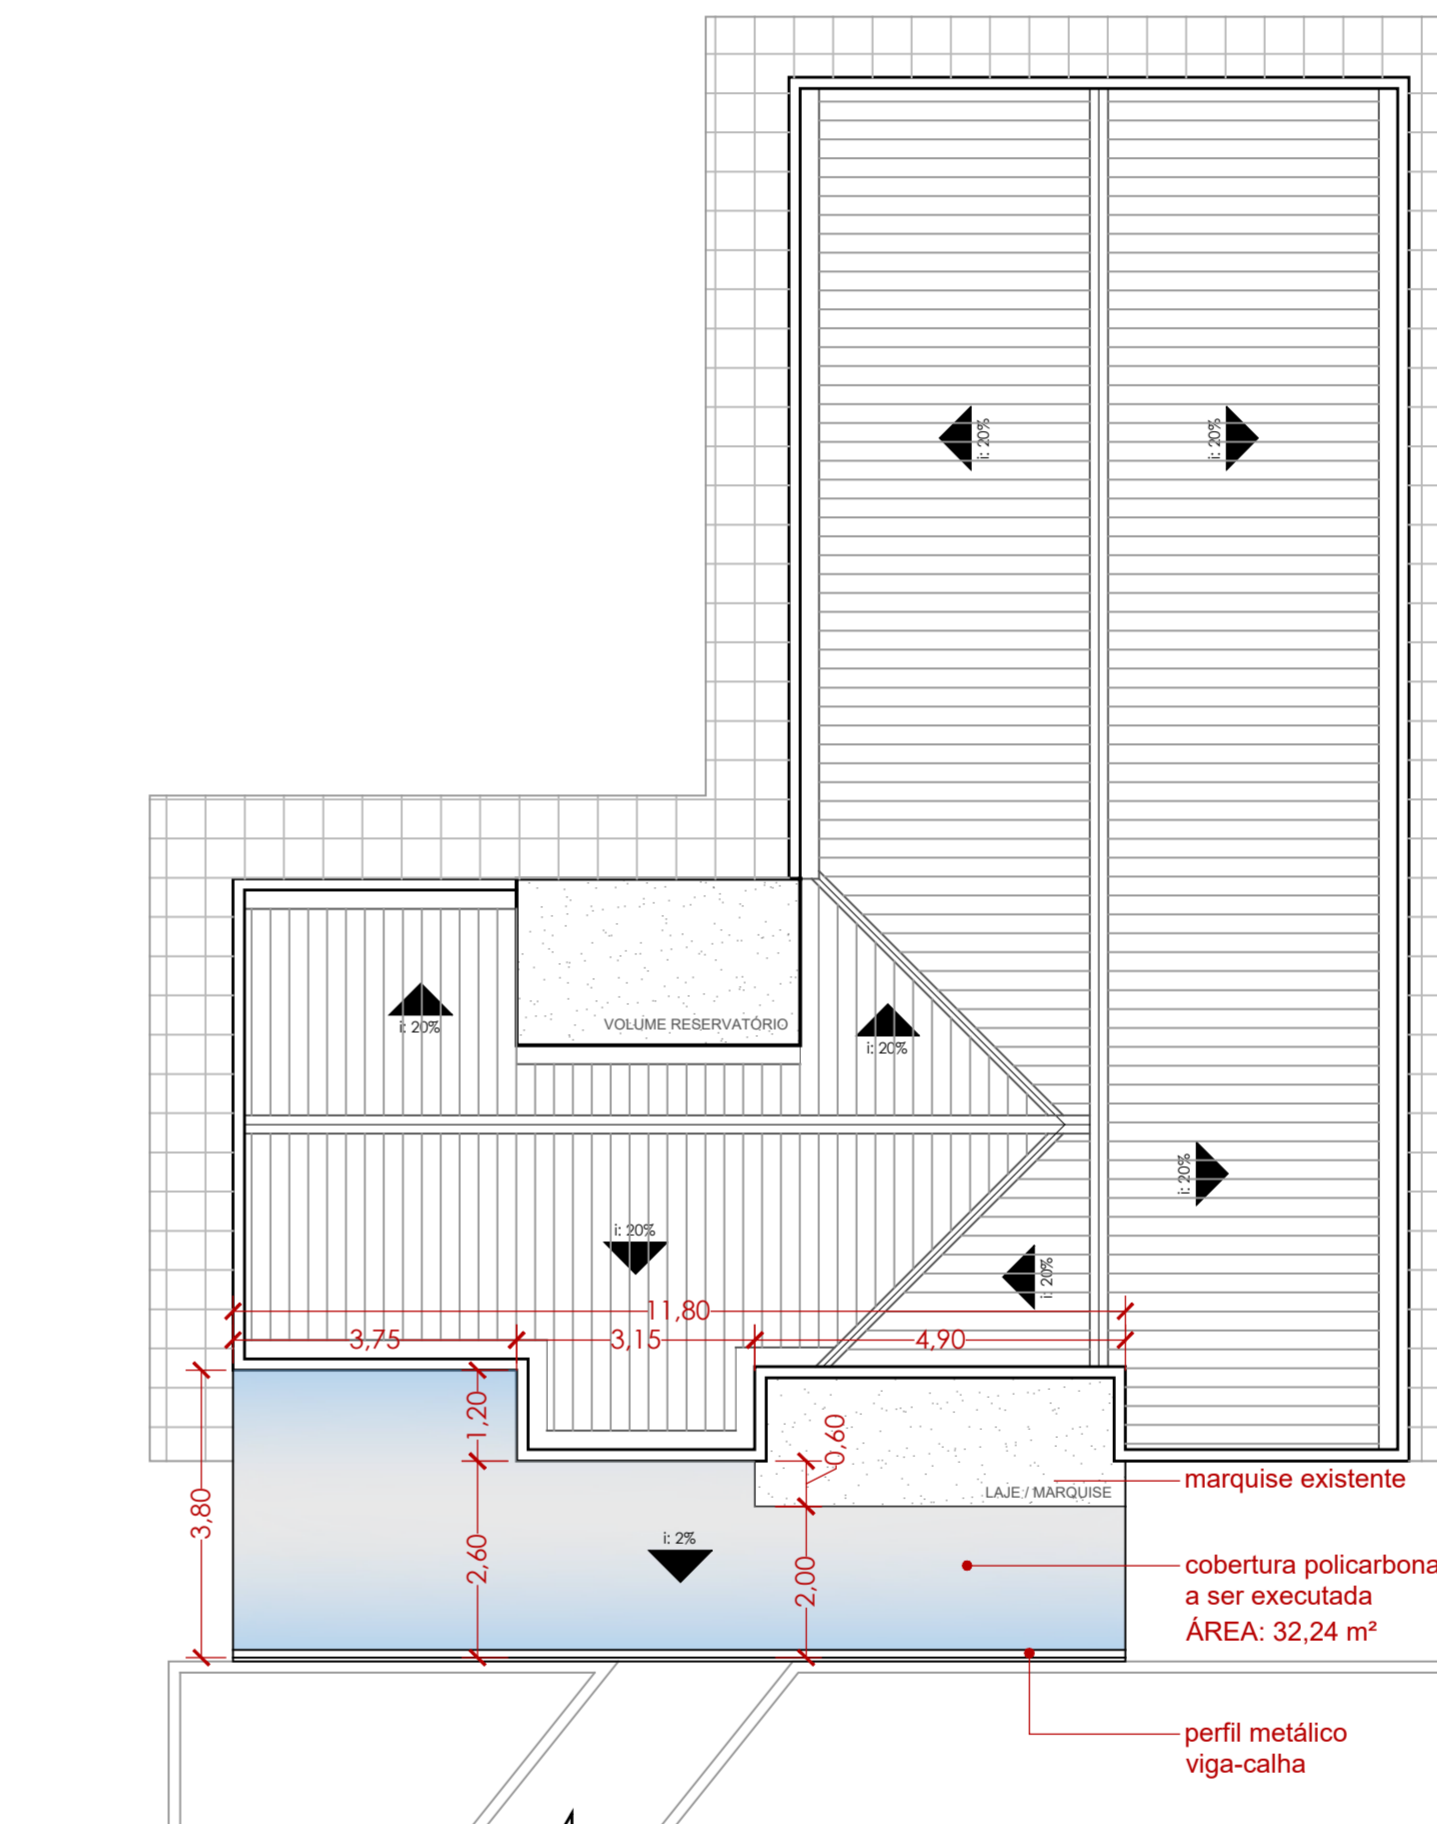 i: 20%
i: 20%
VOLUME RESERVATÓRIO
i: 20%
i: 20%
i: 20%
i: 20%
i: 20%
11,80
3,75
3,15
4,90
1,20
0,60
marquise existente
LAJE / MARQUISE
3,80
2,60
i: 2%
2,00
cobertura policarbona
a ser executada
ÁREA: 32,24 m²
perfil metálico
viga-calha